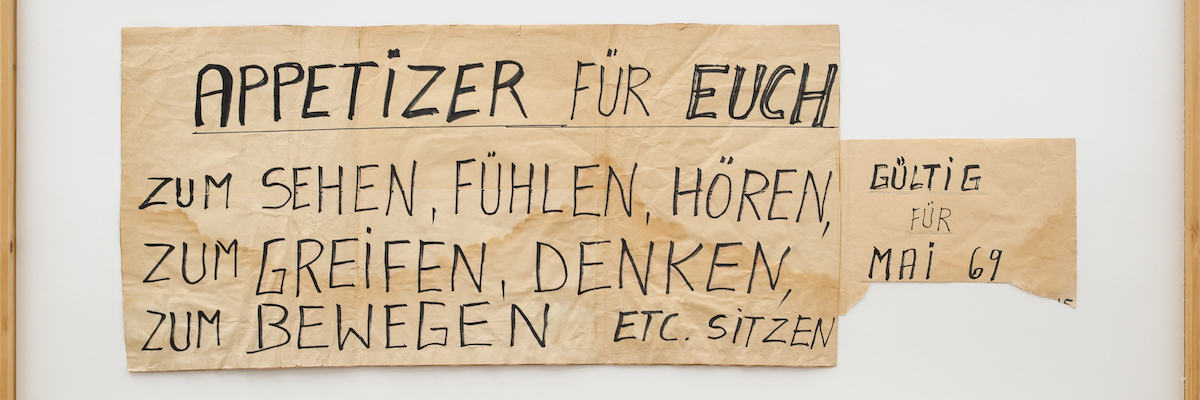 APPETiZER FÜR EUCH
ZUM SEHEN, FÜHLEN, HÖREN,
ZUM GREiFEN, DENKEN,
ZUM BEWEGEN ETC. SiTZEN
GÜLTiG
FÜR
MAi 69